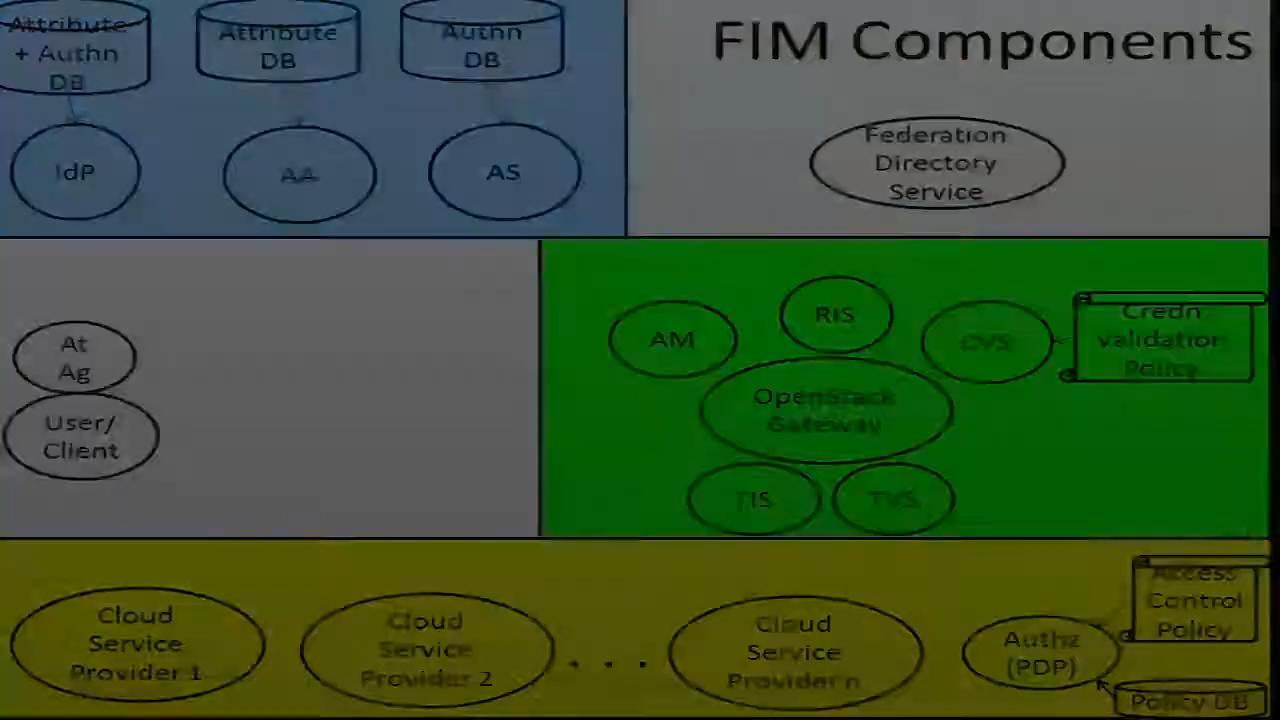 FIM Components
Attribute
+ Authn
DB
Attribute
DB
Authn
DB
IdP
AA
AS
Federation
Directory
Service
At
Ag
User/
Client
AM
RIS
CVS
Credn
validation
Policy
OpenStack
Gateway
TIS
TVS
Cloud
Service
Provider 1
Cloud
Service
Provider 2
. . . .
Cloud
Service
Provider n
Authz
(PDP)
Access
Control
Policy
Policy DB